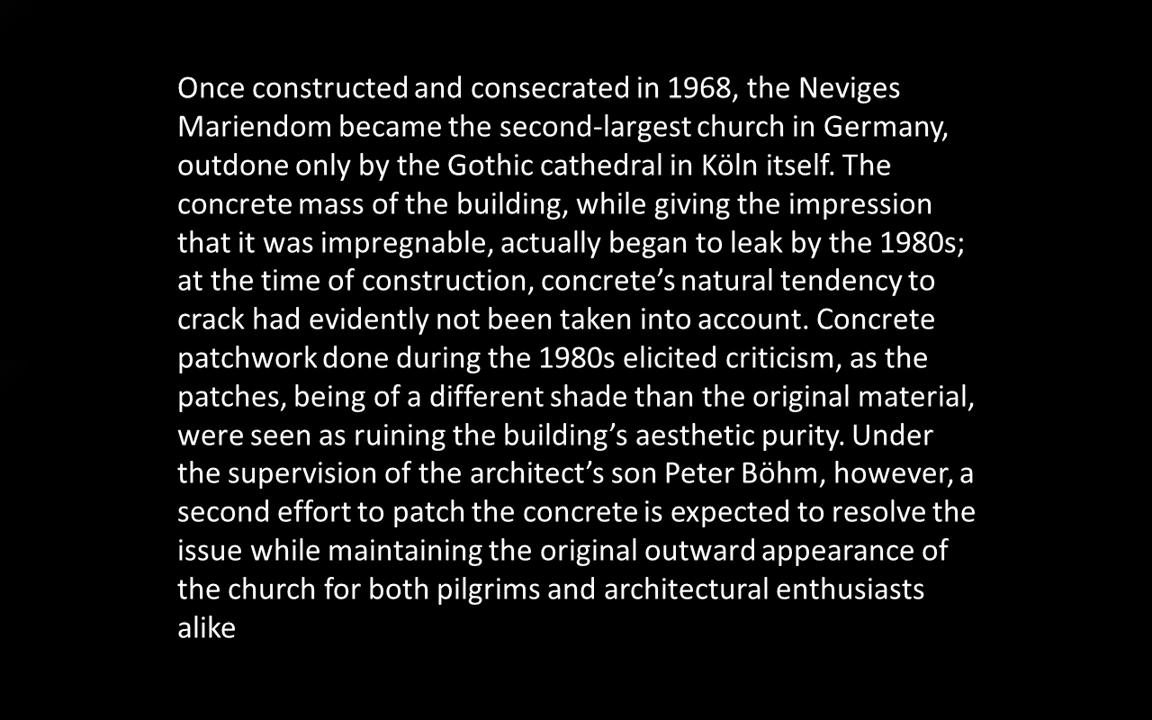 Once constructed and consecrated in 1968, the Neviges
Mariendom became the second-largest church in Germany,
outdone only by the Gothic cathedral in Köln itself. The
concrete mass of the building, while giving the impression
that it was impregnable, actually began to leak by the 1980s;
at the time of construction, concrete’s natural tendency to
crack had evidently not been taken into account. Concrete
patchwork done during the 1980s elicited criticism, as the
patches, being of a different shade than the original material,
were seen as ruining the building’s aesthetic purity. Under
the supervision of the architect’s son Peter Böhm, however, a
second effort to patch the concrete is expected to resolve the
issue while maintaining the original outward appearance of
the church for both pilgrims and architectural enthusiasts
alike